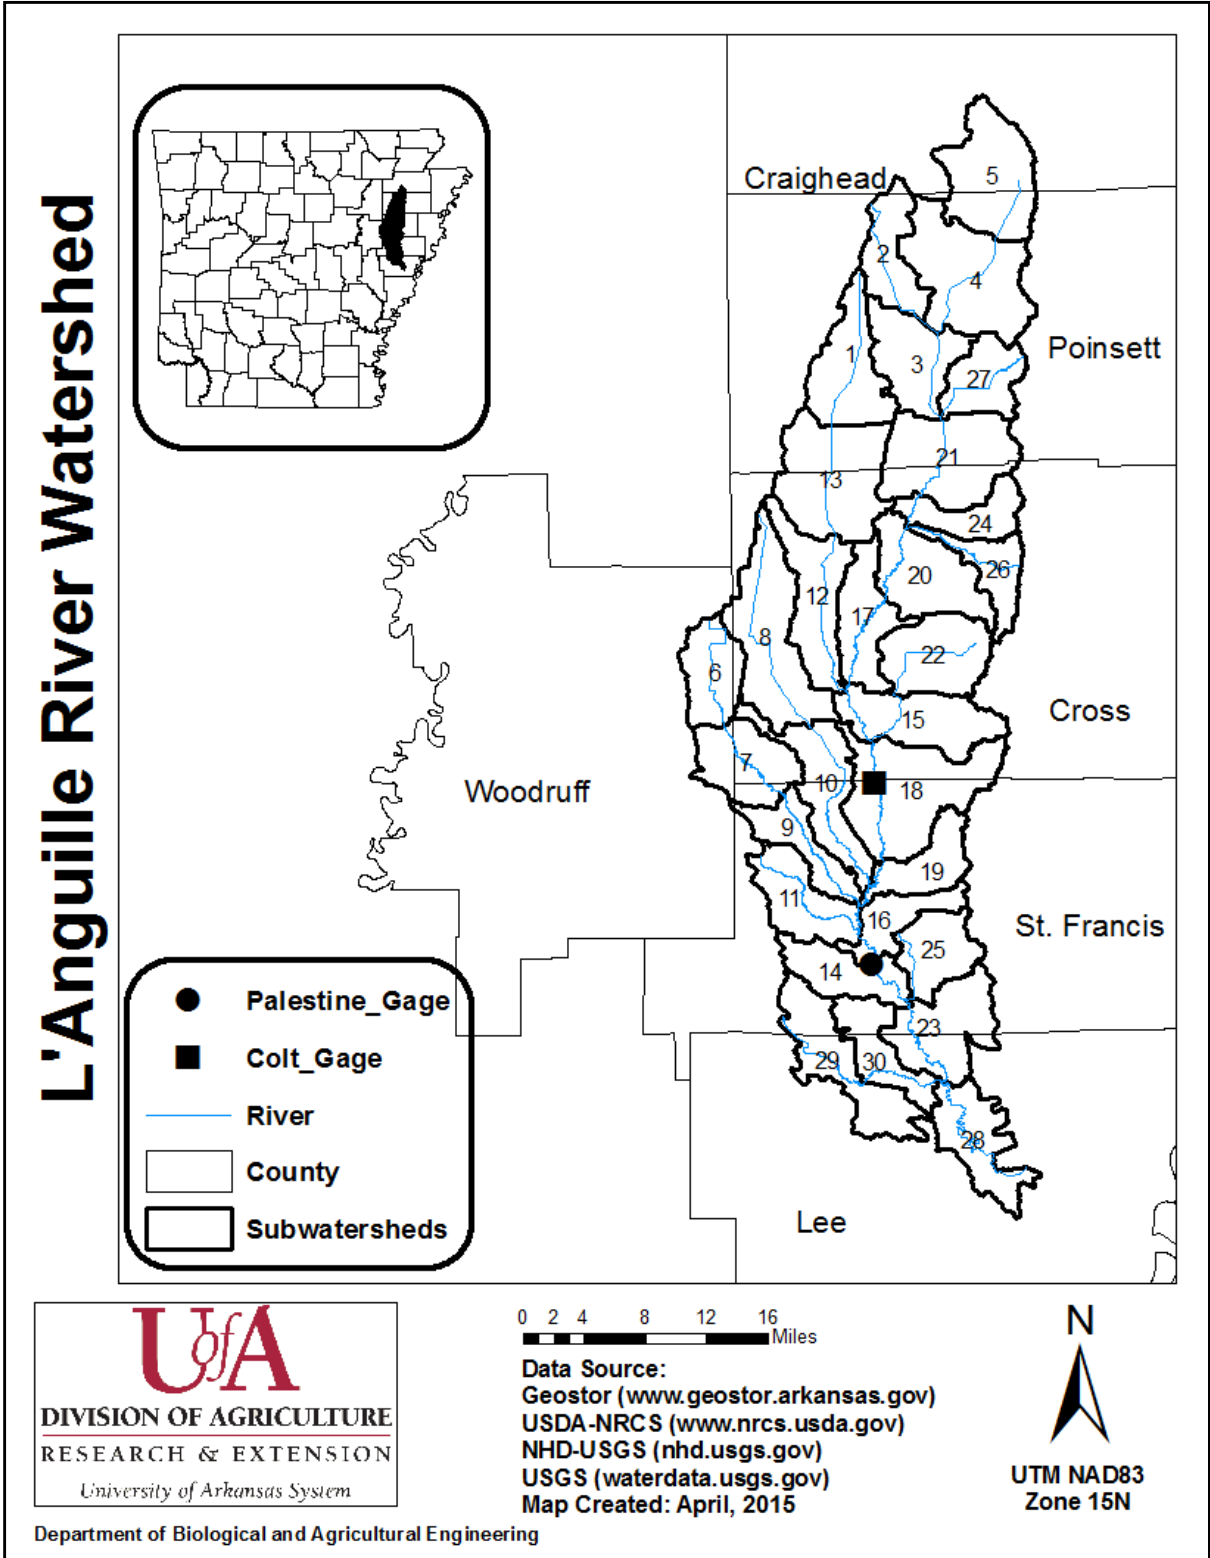 L'Anguille River Watershed
Craighead
5
2
4
Poinsett
1
3
27
21
13
24
26
20
12
17
8
22
6
Cross
15
7
10
18
Woodruff
9
19
11
16
St. Francis
25
14
23
29
30
28
Lee
Palestine_Gage
Colt_Gage
River
County
Subwatersheds
UofA
DIVISION OF AGRICULTURE
RESEARCH & EXTENSION
University of Arkansas System
Department of Biological and Agricultural Engineering
0 2 4 8 12 16
Miles
Data Source:
Geostor (www.geostor.arkansas.gov)
USDA-NRCS (www.nrcs.usda.gov)
NHD-USGS (nhd.usgs.gov)
USGS (waterdata.usgs.gov)
Map Created: April, 2015
N
UTM NAD83
Zone 15N